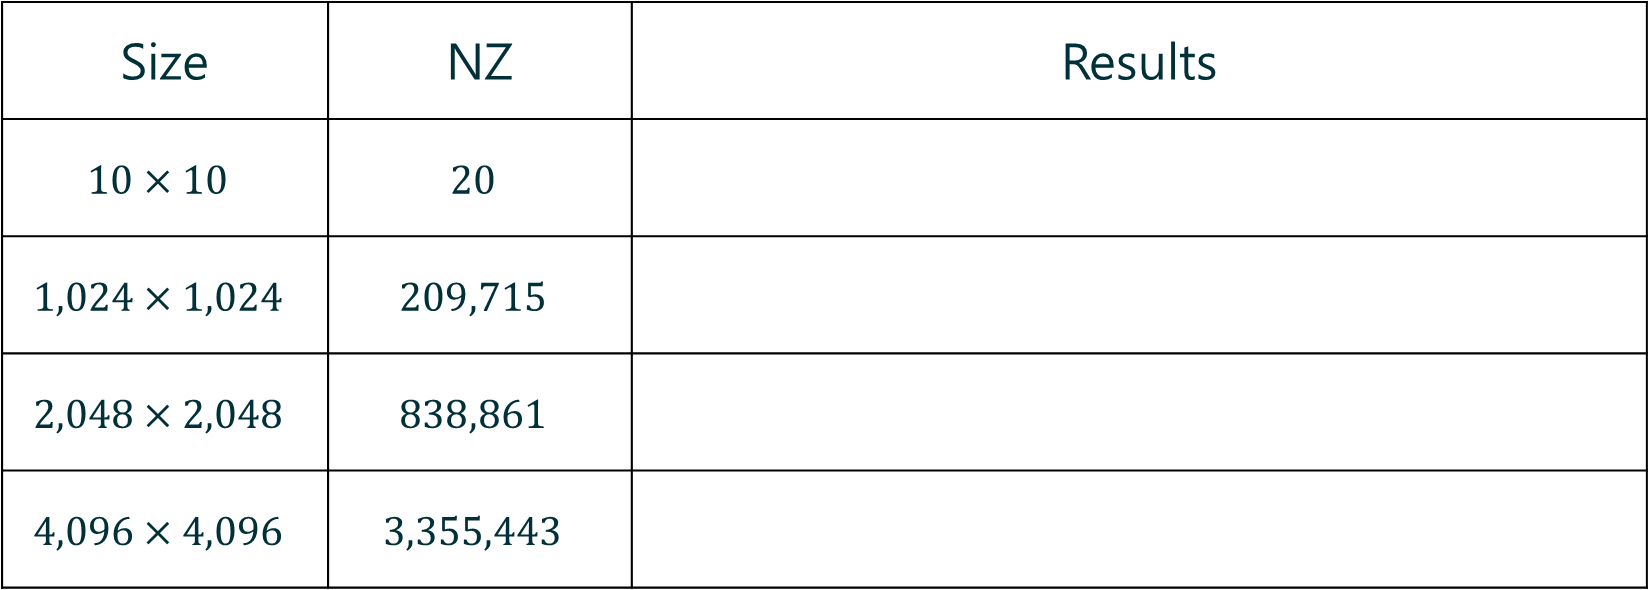 Size NZ Results
10 × 10 20
1,024 × 1,024 209,715
2,048 × 2,048 838,861
4,096 × 4,096 3,355,443